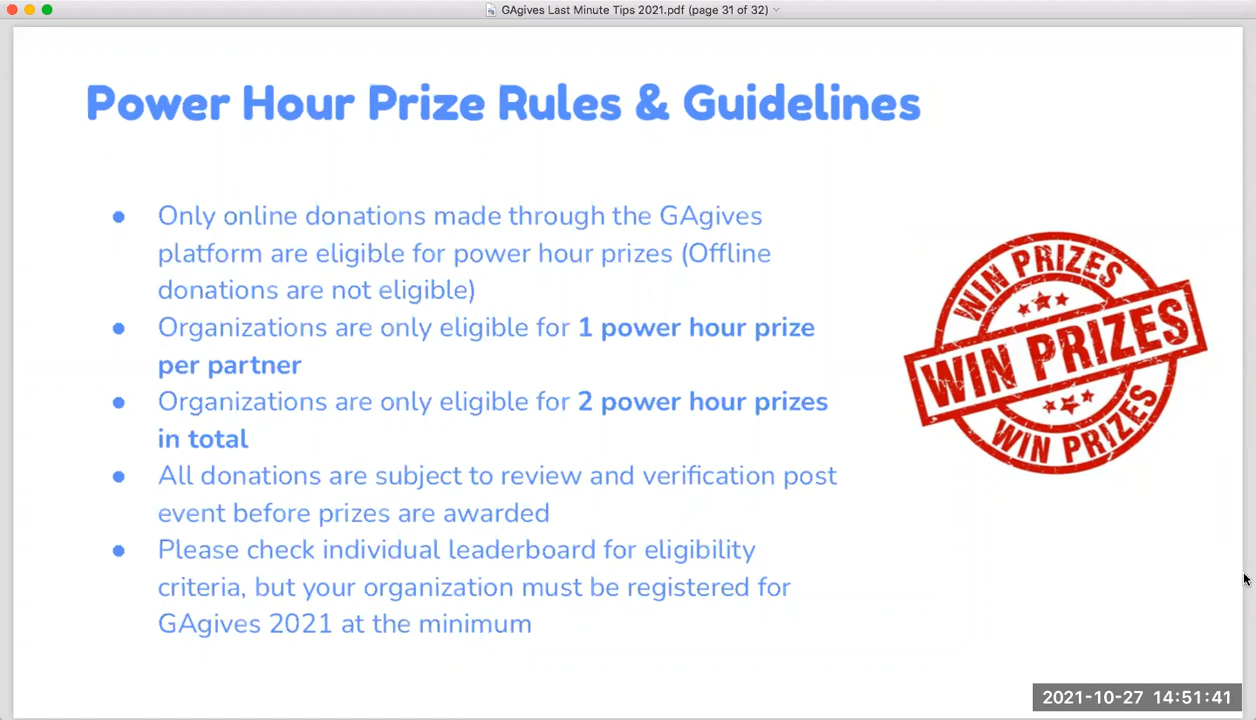 GAgives Last Minute Tips 2021.pdf (page 31 of 32)
Power Hour Prize Rules & Guidelines
● Only online donations made through the GAgives
platform are eligible for power hour prizes (Offline
donations are not eligible)
● Organizations are only eligible for 1 power hour prize
per partner
● Organizations are only eligible for 2 power hour prizes
in total
● All donations are subject to review and verification post
event before prizes are awarded
● Please check individual leaderboard for eligibility
criteria, but your organization must be registered for
GAgives 2021 at the minimum
WIN PRIZES
WIN PRIZES
WIN PRIZES
2021-10-27 14:51:41